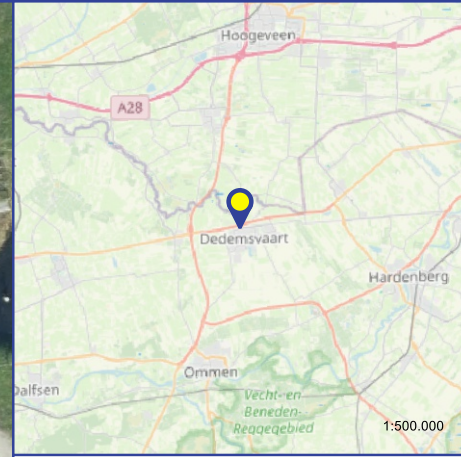 Hoogeveen
A28
Dedemsvaart
Hardenberg
Ommen
Dalfsen
Vecht- en
Beneden-
Reggegebied
1:500.000